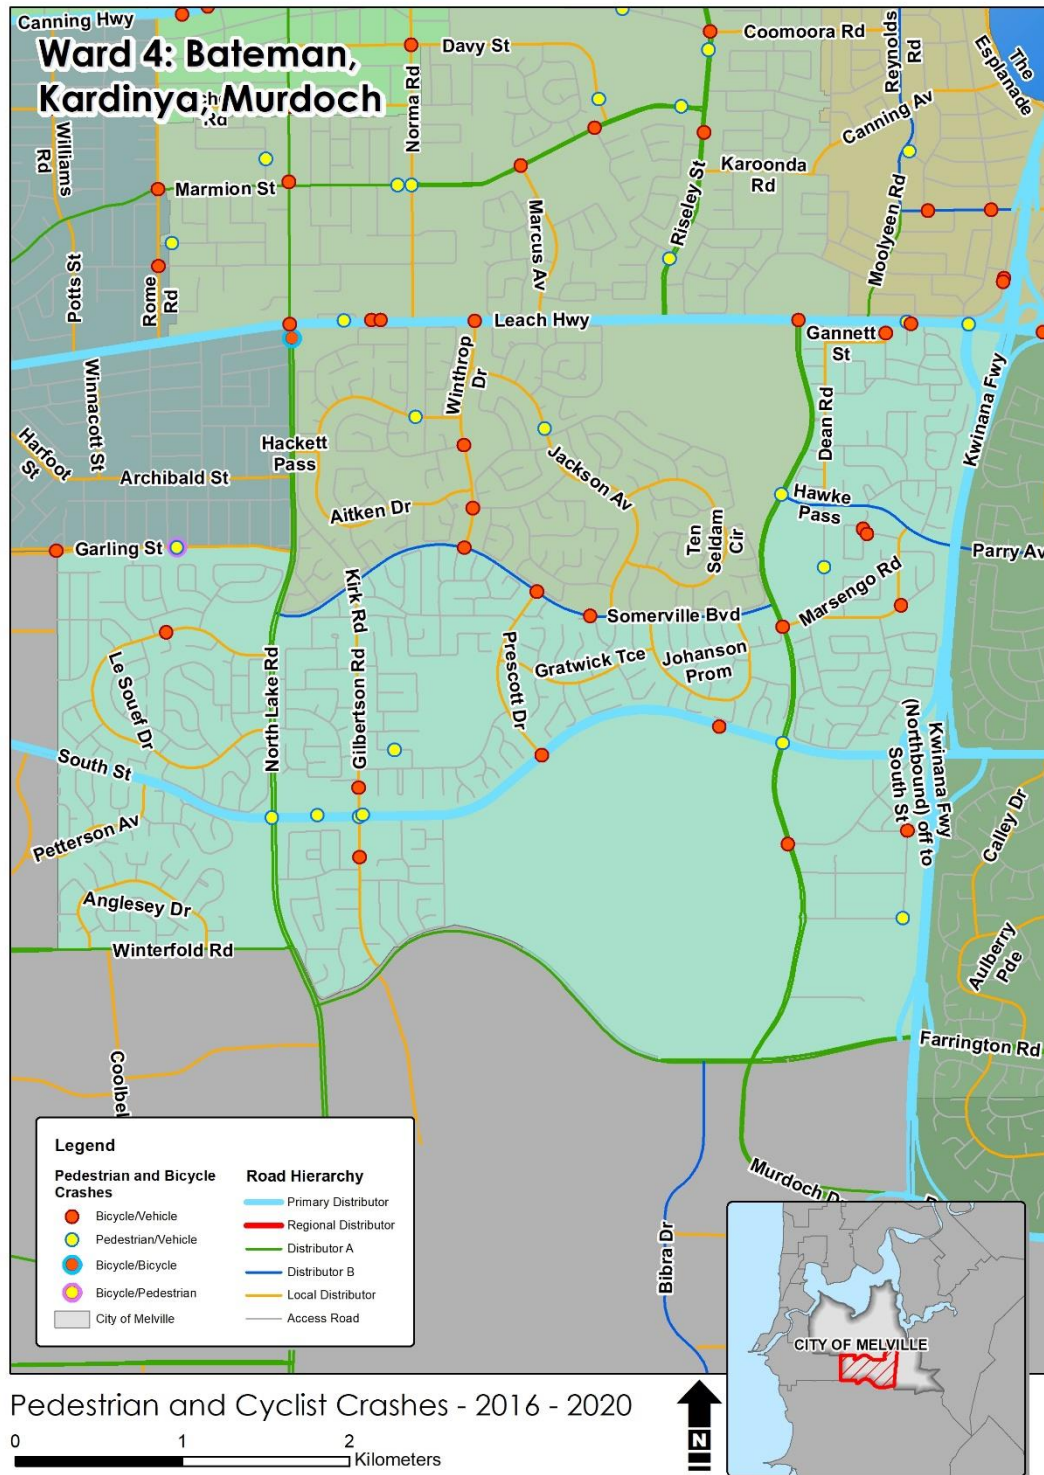 Canning Hwy
Ward 4: Bateman,
Kardinya, Murdoch
Davy St
Coomoora Rd
Reynolds
Rd
The
Esplanade
Norma Rd
Rd
Williams
Rd
Canning Av
Karoonda
Rd
Marmion St
Marcus Av
Riseley St
Moolyeen Rd
Potts St
Rome
Rd
Leach Hwy
Gannett
St
Winthrop
Dr
Kwinana Fwy
Winnacott St
Dean Rd
Harfoot
St
Hackett
Pass
Archibald St
Jackson Av
Aitken Dr
Hawke
Pass
Ten
Seldam
Cir
Garling St
Parry Av
Kirk Rd
Marsengo Rd
Somerville Bvd
Prescott Dr
Gratwick Tce
Johanson
Prom
Le Souef Dr
North Lake Rd
Gilbertson Rd
South St
Kwinana Fwy
(Northbound) off to
South St
Petterson Av
Calley Dr
Anglesey Dr
Winterfold Rd
Aulberry
Pde
Farrington Rd
Coolbel
Murdoch Dr
Bibra Dr
Legend
Pedestrian and Bicycle
Crashes
Bicycle/Vehicle
Pedestrian/Vehicle
Bicycle/Bicycle
Bicycle/Pedestrian
City of Melville
Road Hierarchy
Primary Distributor
Regional Distributor
Distributor A
Distributor B
Local Distributor
Access Road
CITY OF MELVILLE
Pedestrian and Cyclist Crashes - 2016 - 2020
0 1 2
Kilometers
N